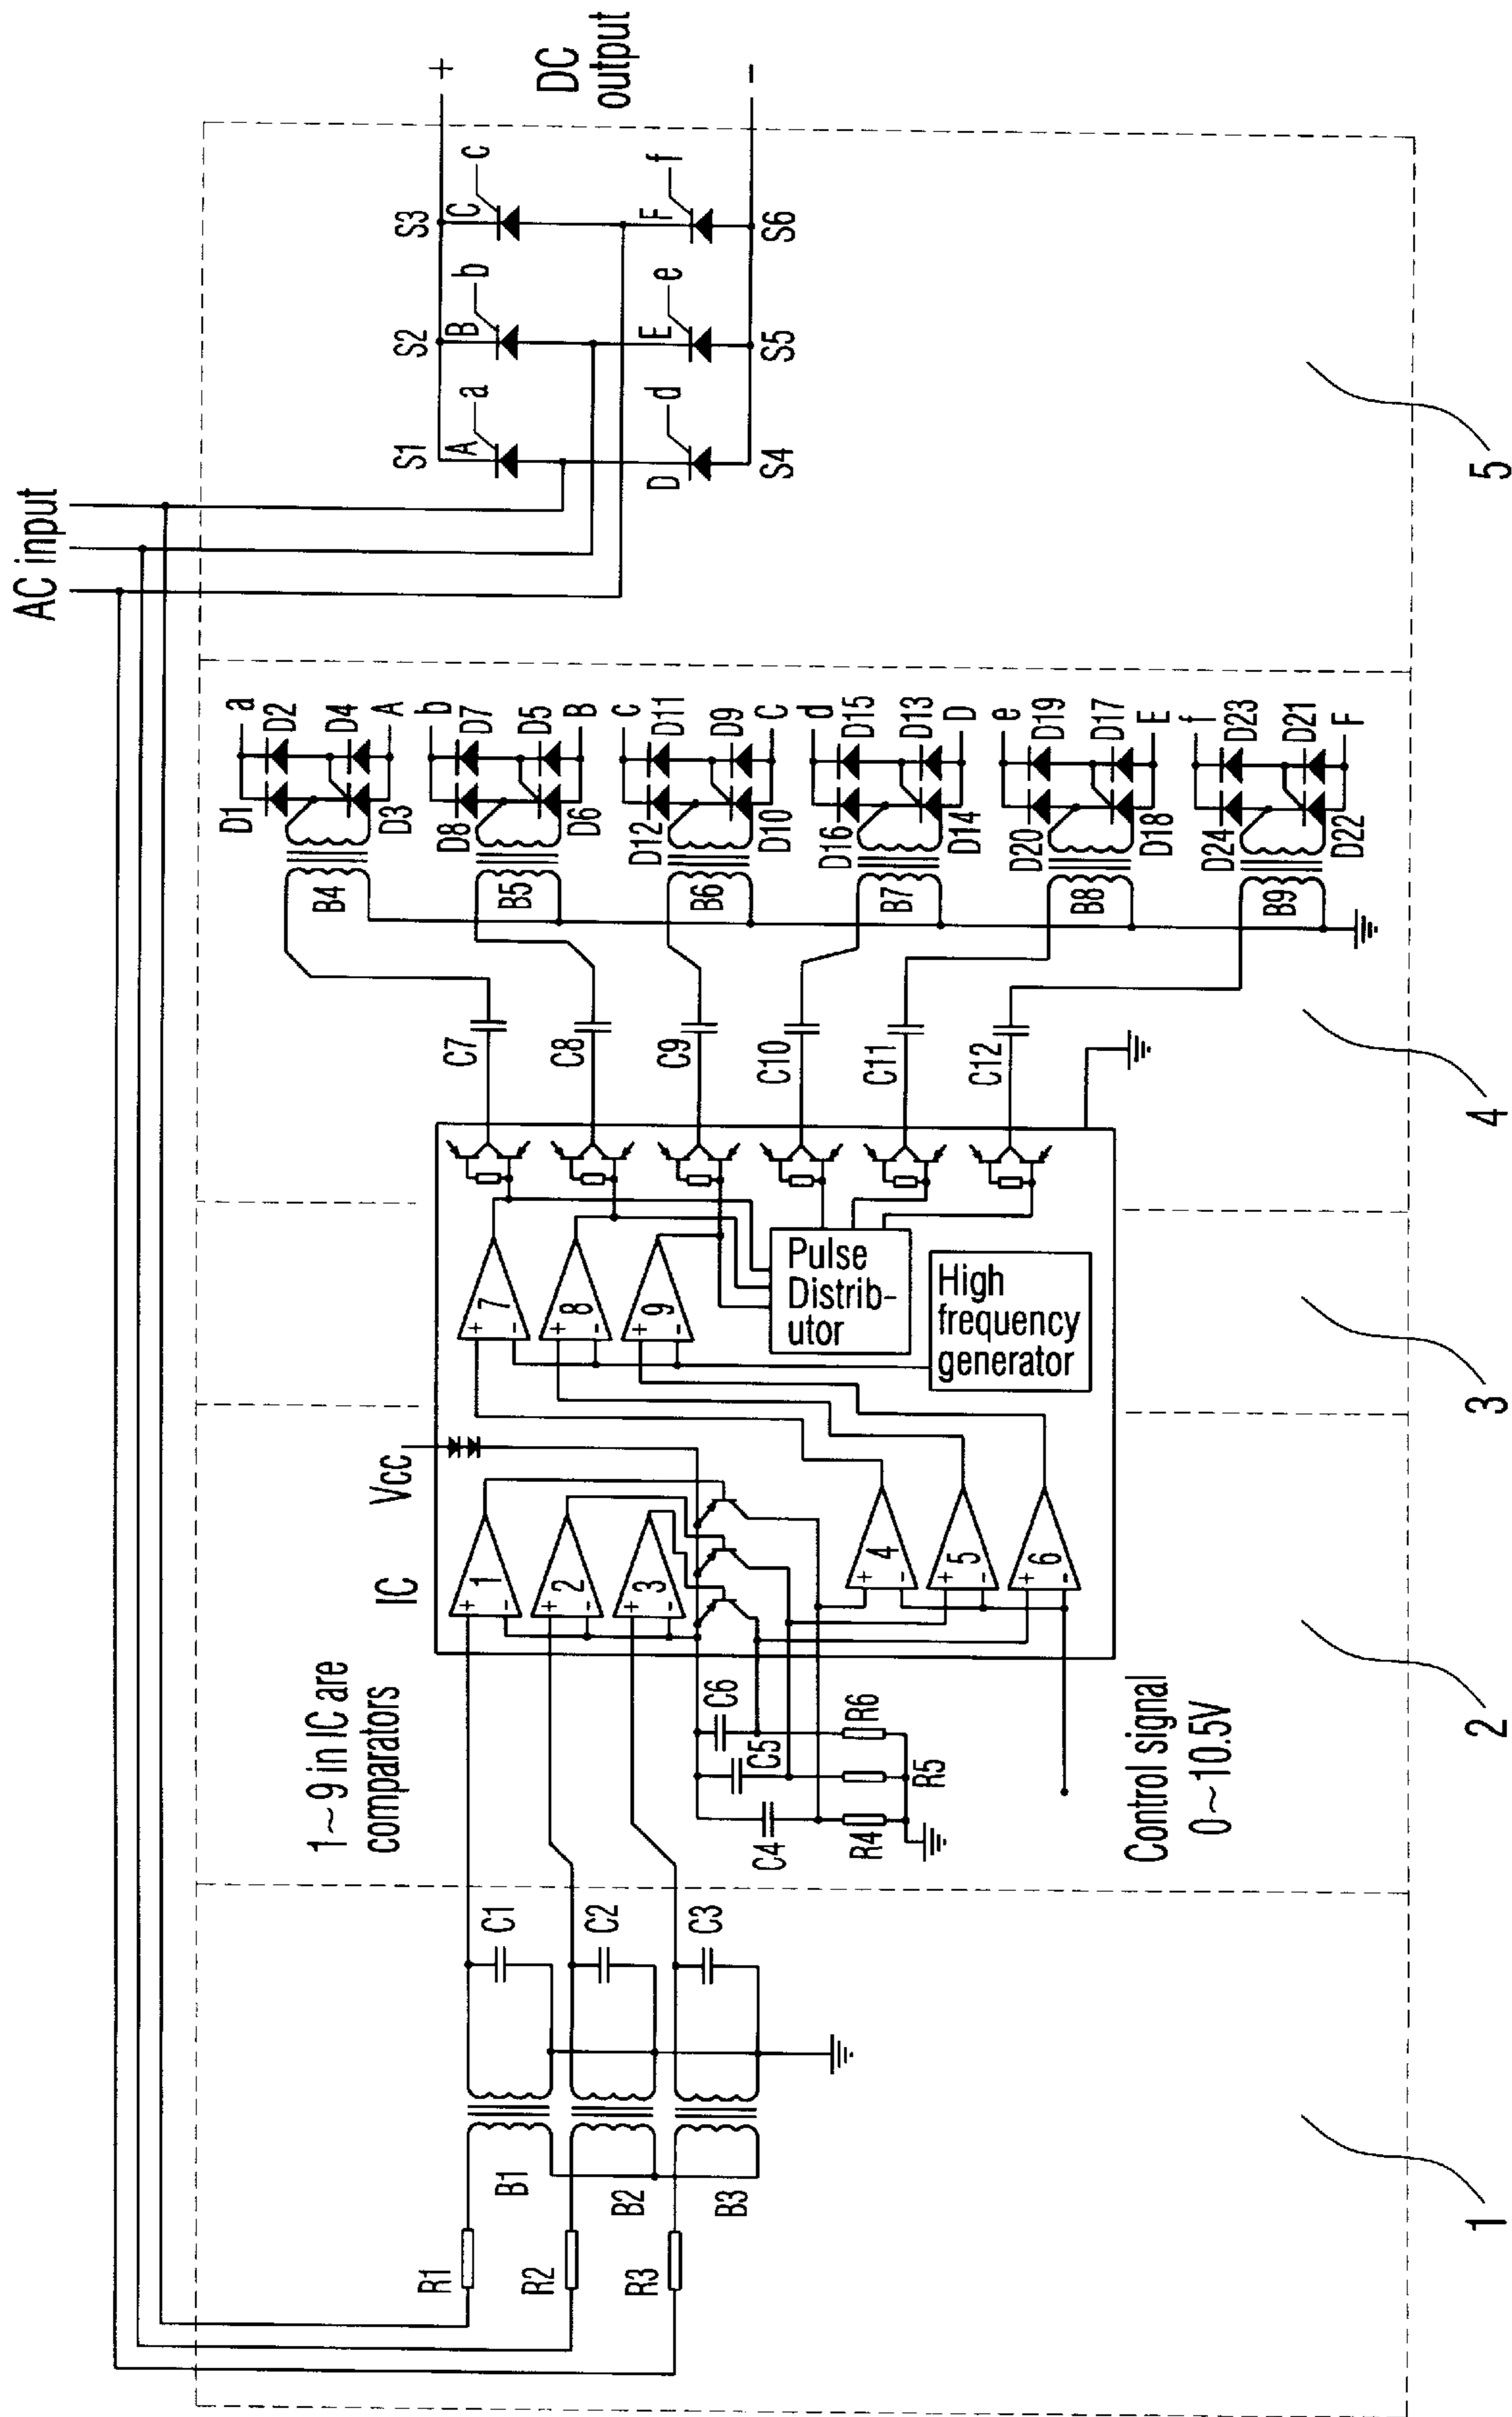 AC input
DC
output
+
-
S1
S2
S3
A
a
B
b
C
c
D
d
E
e
F
f
S4
S5
S6
5
a
D1
D2
D3
D4
A
b
D8
D7
D6
D5
B
c
D12
D11
D10
D9
C
d
D16
D15
D14
D13
D
e
D20
D19
D18
D17
E
f
D24
D23
D22
D21
F
B4
B5
B6
B7
B8
B9
C7
C8
C9
C10
C11
C12
4
+
-
7
+
-
8
+
-
9
Pulse
Distrib-
utor
High
frequency
generator
3
Vcc
IC
+
-
1
+
-
2
+
-
3
+
-
4
+
-
5
+
-
6
1~9 in IC are
comparators
C4
C5
C6
R4
R5
R6
Control signal
0~10.5V
2
C1
C2
C3
B1
B2
B3
R1
R2
R3
1